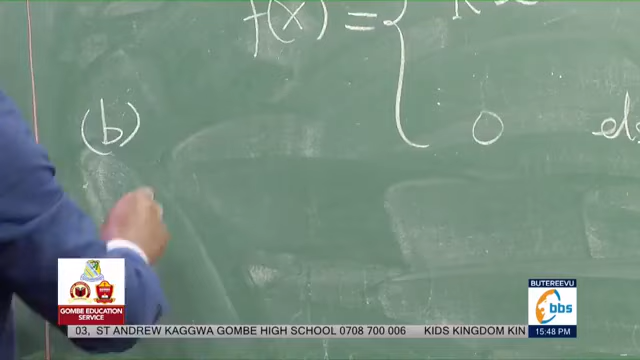 f(x) = {
0
(b)
GOMBE EDUCATION
SERVICE
BUTEREEVU
bbs
15:48 PM
03, ST ANDREW KAGGWA GOMBE HIGH SCHOOL 0708 700 006 KIDS KINGDOM KIN